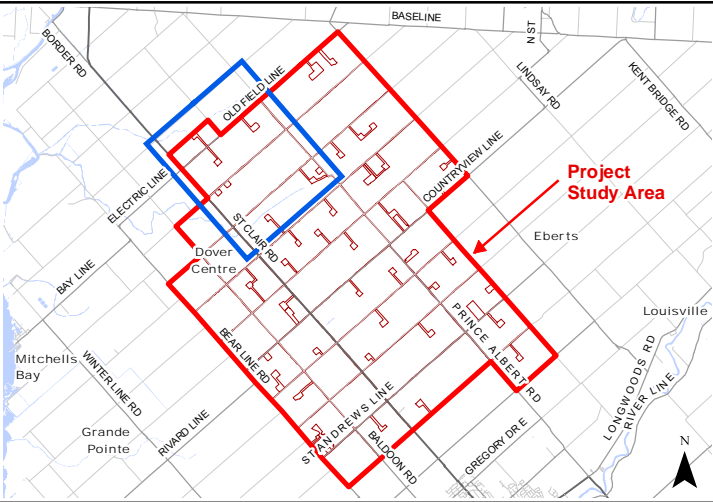 BASELINE
N ST
BORDER RD
LINDSAY RD
KENT BRIDGE RD
OLD FIELD LINE
COUNTRYVIEW LINE
Project
Study Area
ELECTRIC LINE
ST CLAIR RD
Eberts
Dover
Centre
BAY LINE
Louisville
PRINCE ALBERT RD
BEAR LINE RD
Mitchells
Bay
WINTER LINE RD
LONGWOODS RD
RIVER LINE
ST ANDREWS LINE
RIVARD LINE
Grande
Pointe
BALDOON RD
GREGORY DR E
N